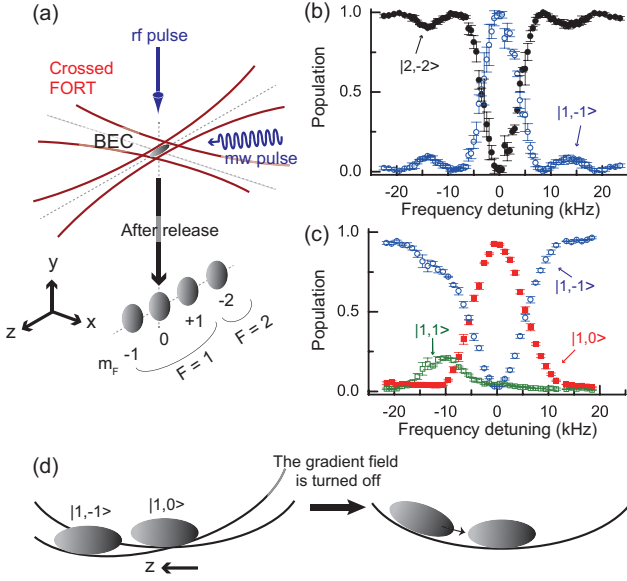 (a)
rf pulse
Crossed
FORT
BEC
mw pulse
After release
y
z
x
-2
+1
0
-1
m_F
F = 1
F = 2
(b)
1.0
0.5
0.0
Population
|2,-2>
|1,-1>
-20 -10 0 10 20
Frequency detuning (kHz)
(c)
1.0
0.5
0.0
Population
|1,-1>
|1,1>
|1,0>
-20 -10 0 10 20
Frequency detuning (kHz)
(d)
|1,-1>
|1,0>
z
The gradient field
is turned off